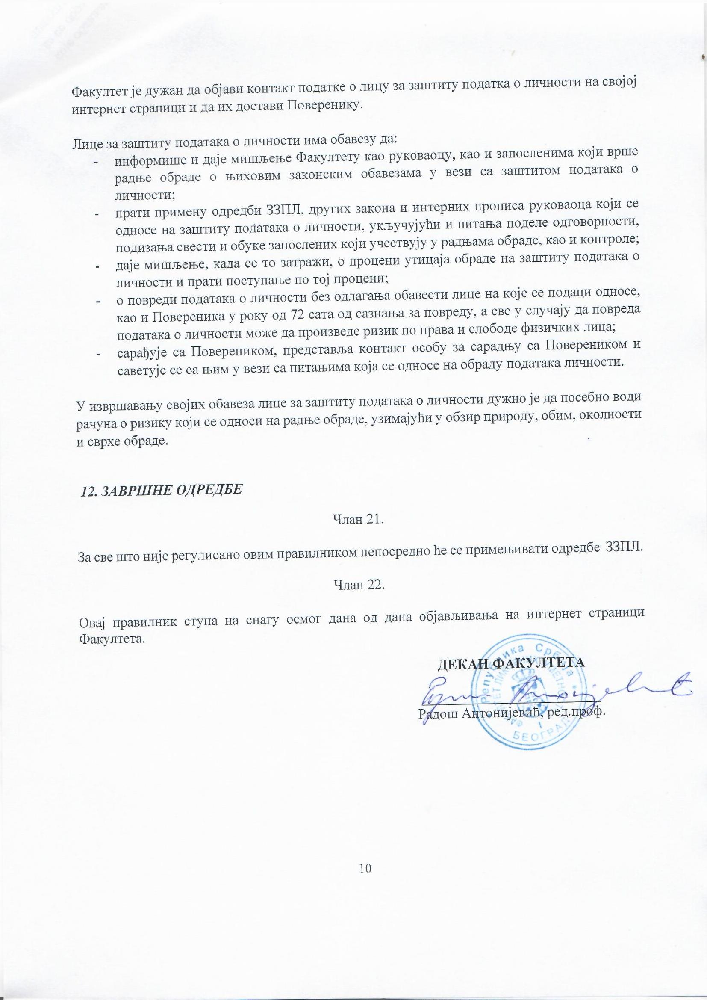 Факултет је дужан да објави контакт податке о лицу за заштиту податка о личности на својој
интернет страници и да их достави Поверенику.
Лице за заштиту података о личности има обавезу да:
- информише и даје мишљење Факултету као руковаоцу, као и запосленима који врше
радње обраде о њиховим законским обавезама у вези са заштитом података о
личности;
- прати примену одредби ЗЗПЛ, других закона и интерних прописа руковаоца који се
односе на заштиту података о личности, укључујући и питања поделе одговорности,
подизања свести и обуке запослених који учествују у радњама обраде, као и контроле;
- даје мишљење, када се то затражи, о процени утицаја обраде на заштиту података о
личности и прати поступање по тој процени;
- о повреди података о личности без одлагања обавести лице на које се подаци односе,
као и Повереника у року од 72 сата од сазнања за повреду, а све у случају да повреда
података о личности може да произведе ризик по права и слободе физичких лица;
- сарађује са Повереником, представља контакт особу за сарадњу са Повереником и
саветује се са њим у вези са питањима која се односе на обраду података личности.
У извршавању својих обавеза лице за заштиту података о личности дужно је да посебно води
рачуна о ризику који се односи на радње обраде, узимајући у обзир природу, обим, околности
и сврхе обраде.
12. ЗАВРШНЕ ОДРЕДБЕ
Члан 21.
За све што није регулисано овим правилником непосредно ће се примењивати одредбе ЗЗПЛ.
Члан 22.
Овај правилник ступа на снагу осмог дана од дана објављивања на интернет страници
Факултета.
Република Србија
ДЕКАН ФАКУЛТЕТА
Радош Антонијевић, ред.проф.
БЕОГРАД
10